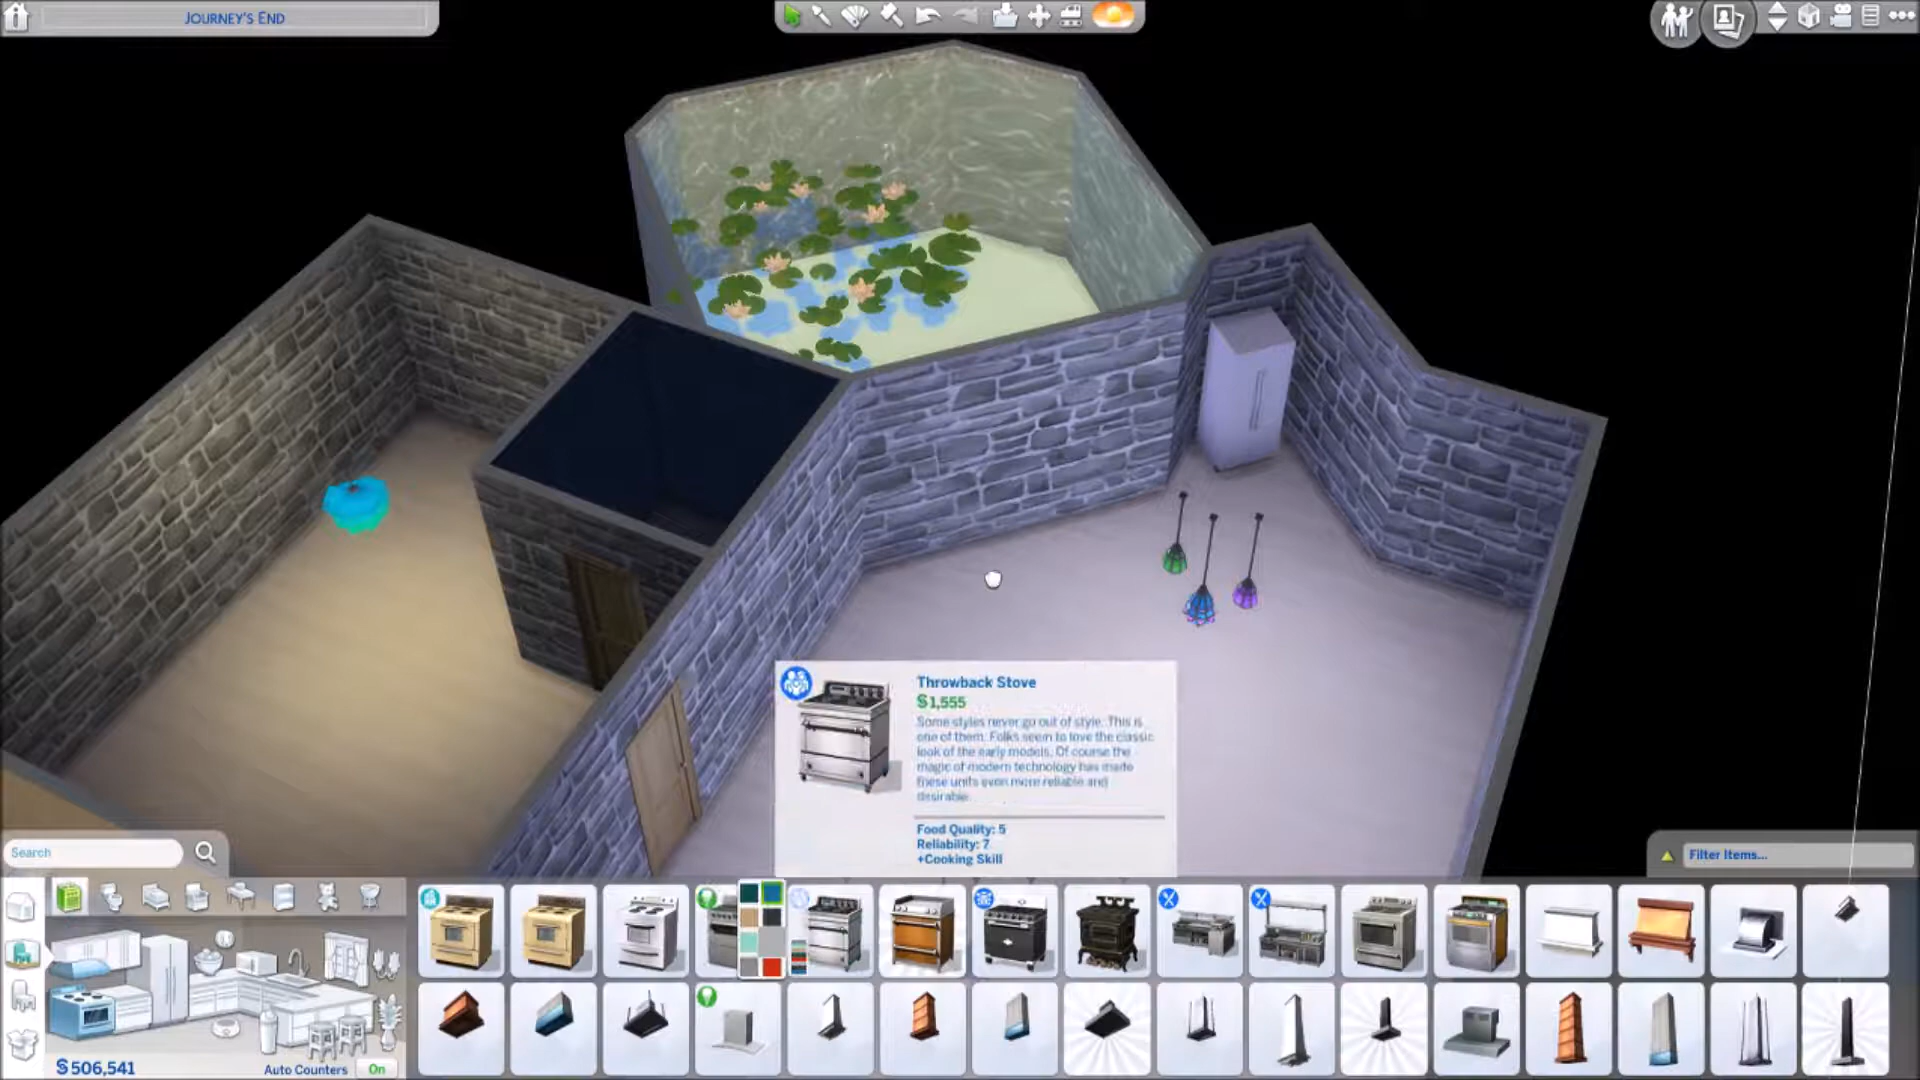 JOURNEY'S END
Throwback Stove
§1,555
Some styles never go out of style. This is
one of them. Folks seem to love the classic
look of the early models. Of course the
magic of modern technology has made
these units even more reliable and
desirable.
Food Quality: 5
Reliability: 7
+Cooking Skill
Search
Filter Items...
§506,541
Auto Counters
On